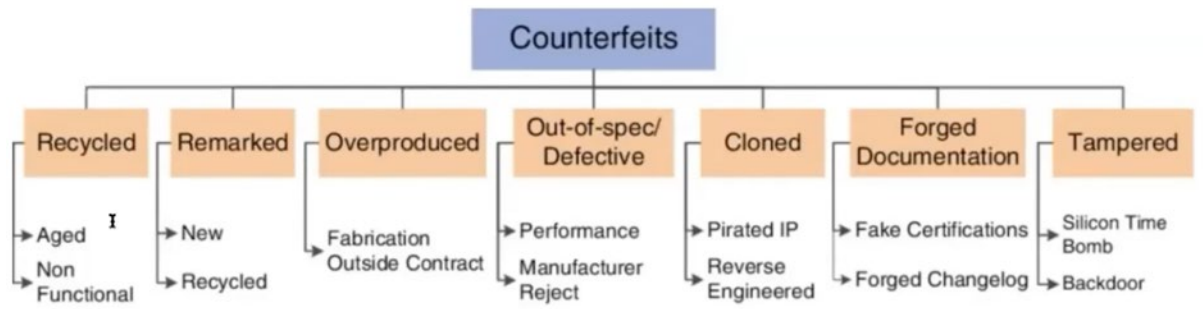 Counterfeits
Recycled
Remarked
Overproduced
Out-of-spec/
Defective
Cloned
Forged
Documentation
Tampered
Aged
Non
Functional
New
Recycled
Fabrication
Outside Contract
Performance
Manufacturer
Reject
Pirated IP
Reverse
Engineered
Fake Certifications
Forged Changelog
Silicon Time
Bomb
Backdoor